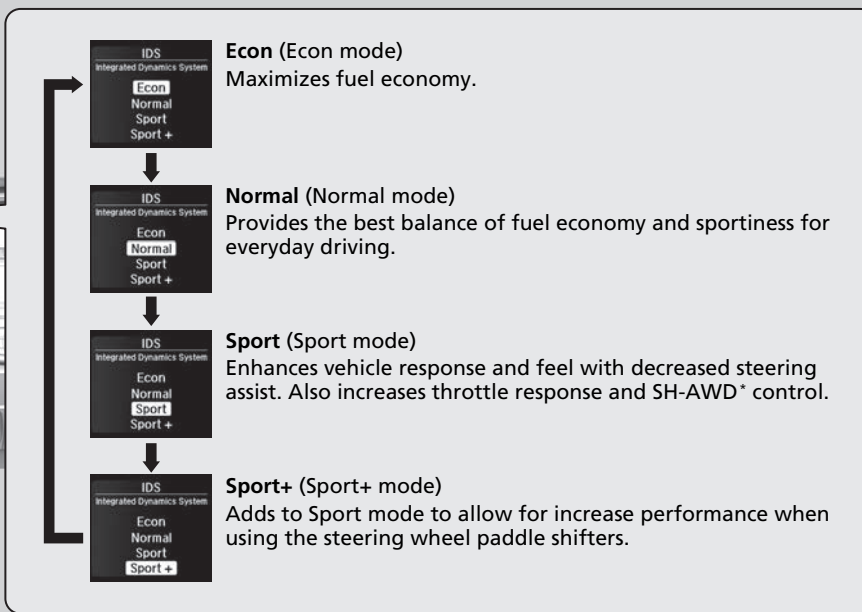 IDS
Integrated Dynamics System
Econ
Normal
Sport
Sport +
Econ (Econ mode)
Maximizes fuel economy.
IDS
Integrated Dynamics System
Econ
Normal
Sport
Sport +
Normal (Normal mode)
Provides the best balance of fuel economy and sportiness for
everyday driving.
IDS
Integrated Dynamics System
Econ
Normal
Sport
Sport +
Sport (Sport mode)
Enhances vehicle response and feel with decreased steering
assist. Also increases throttle response and SH-AWD* control.
IDS
Integrated Dynamics System
Econ
Normal
Sport
Sport +
Sport+ (Sport+ mode)
Adds to Sport mode to allow for increase performance when
using the steering wheel paddle shifters.